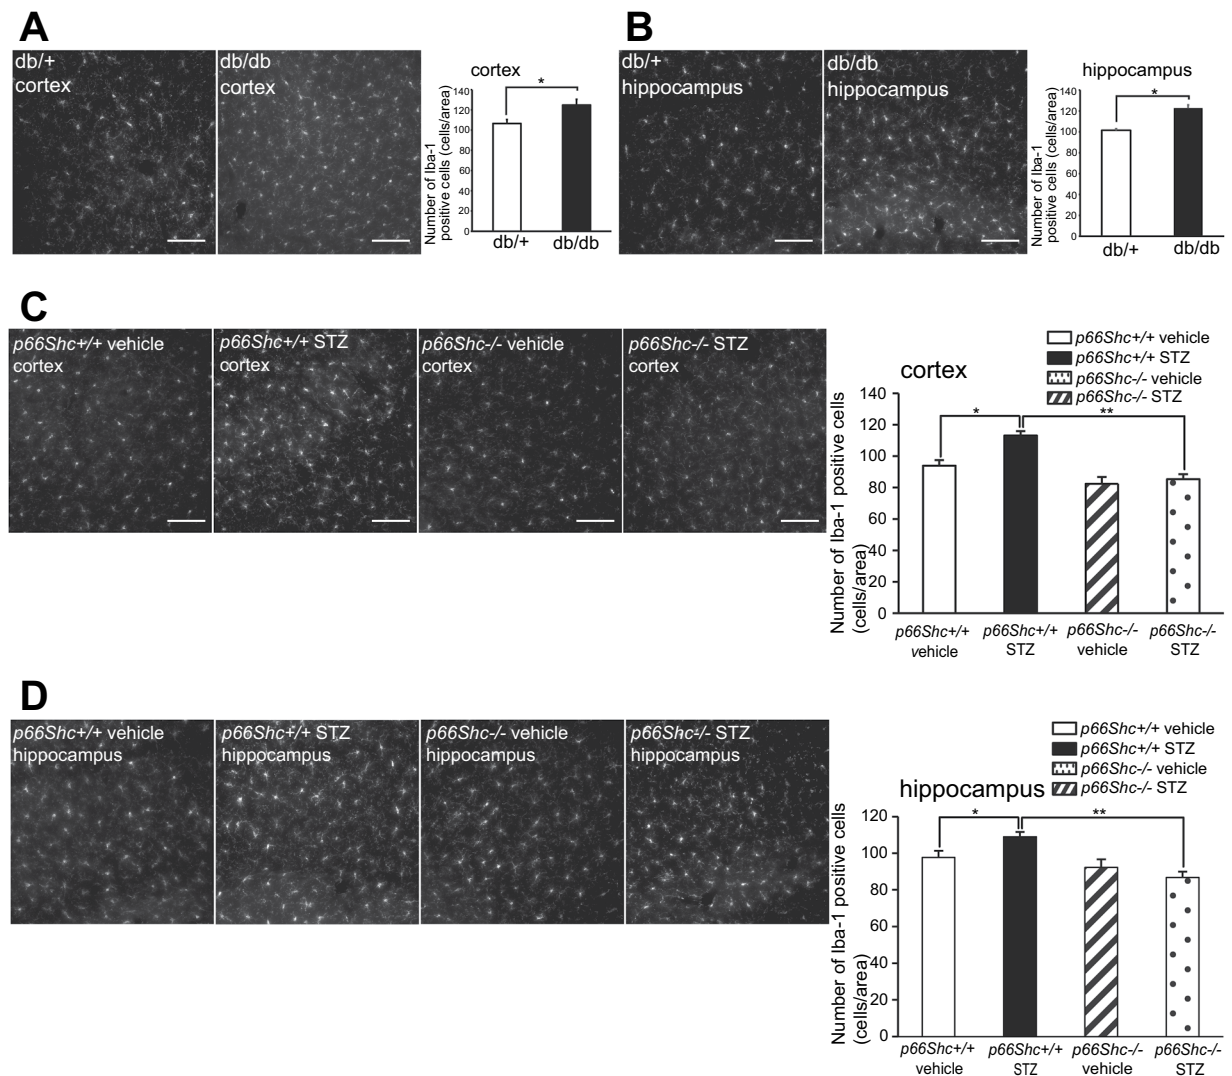 A
db/+
cortex
db/db
cortex
cortex
*
Number of Iba-1
positive cells (cells/area)
140
120
100
80
60
40
20
0
db/+
db/db
B
db/+
hippocampus
db/db
hippocampus
hippocampus
*
Number of Iba-1
positive cells (cells/area)
140
120
100
80
60
40
20
0
db/+
db/db
C
p66Shc+/+ vehicle
cortex
p66Shc+/+ STZ
cortex
p66Shc-/- vehicle
cortex
p66Shc-/- STZ
cortex
p66Shc+/+ vehicle
p66Shc+/+ STZ
p66Shc-/- vehicle
p66Shc-/- STZ
cortex
*
**
Number of Iba-1 positive cells
(cells/area)
140
120
100
80
60
40
20
0
p66Shc+/+
vehicle
p66Shc+/+
STZ
p66Shc-/-
vehicle
p66Shc-/-
STZ
D
p66Shc+/+ vehicle
hippocampus
p66Shc+/+ STZ
hippocampus
p66Shc-/- vehicle
hippocampus
p66Shc-/- STZ
hippocampus
p66Shc+/+ vehicle
p66Shc+/+ STZ
p66Shc-/- vehicle
p66Shc-/- STZ
hippocampus
*
**
Number of Iba-1 positive cells
(cells/area)
120
100
80
60
40
20
0
p66Shc+/+
vehicle
p66Shc+/+
STZ
p66Shc-/-
vehicle
p66Shc-/-
STZ